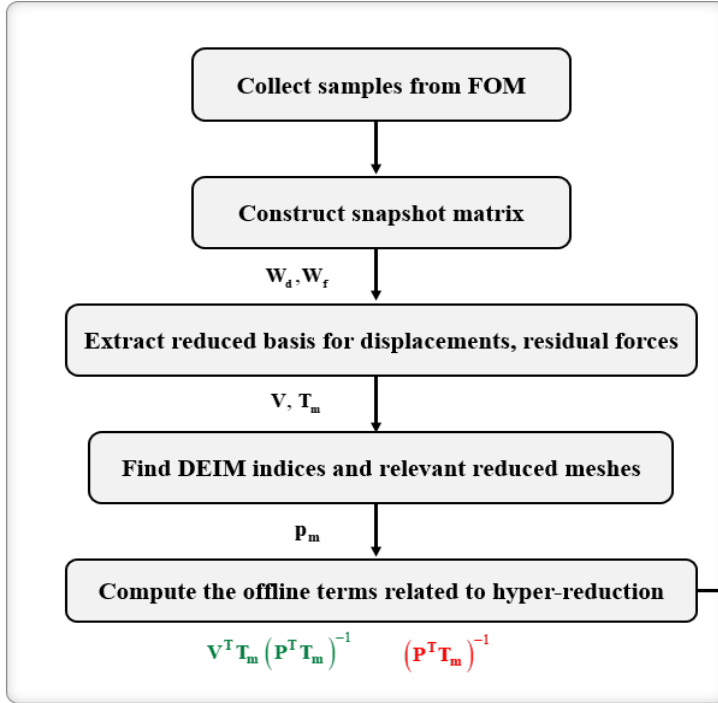 Collect samples from FOM
Construct snapshot matrix
W_d, W_f
Extract reduced basis for displacements, residual forces
V, T_m
Find DEIM indices and relevant reduced meshes
p_m
Compute the offline terms related to hyper-reduction
V^T T_m (P^T T_m)^{-1} (P^T T_m)^{-1}